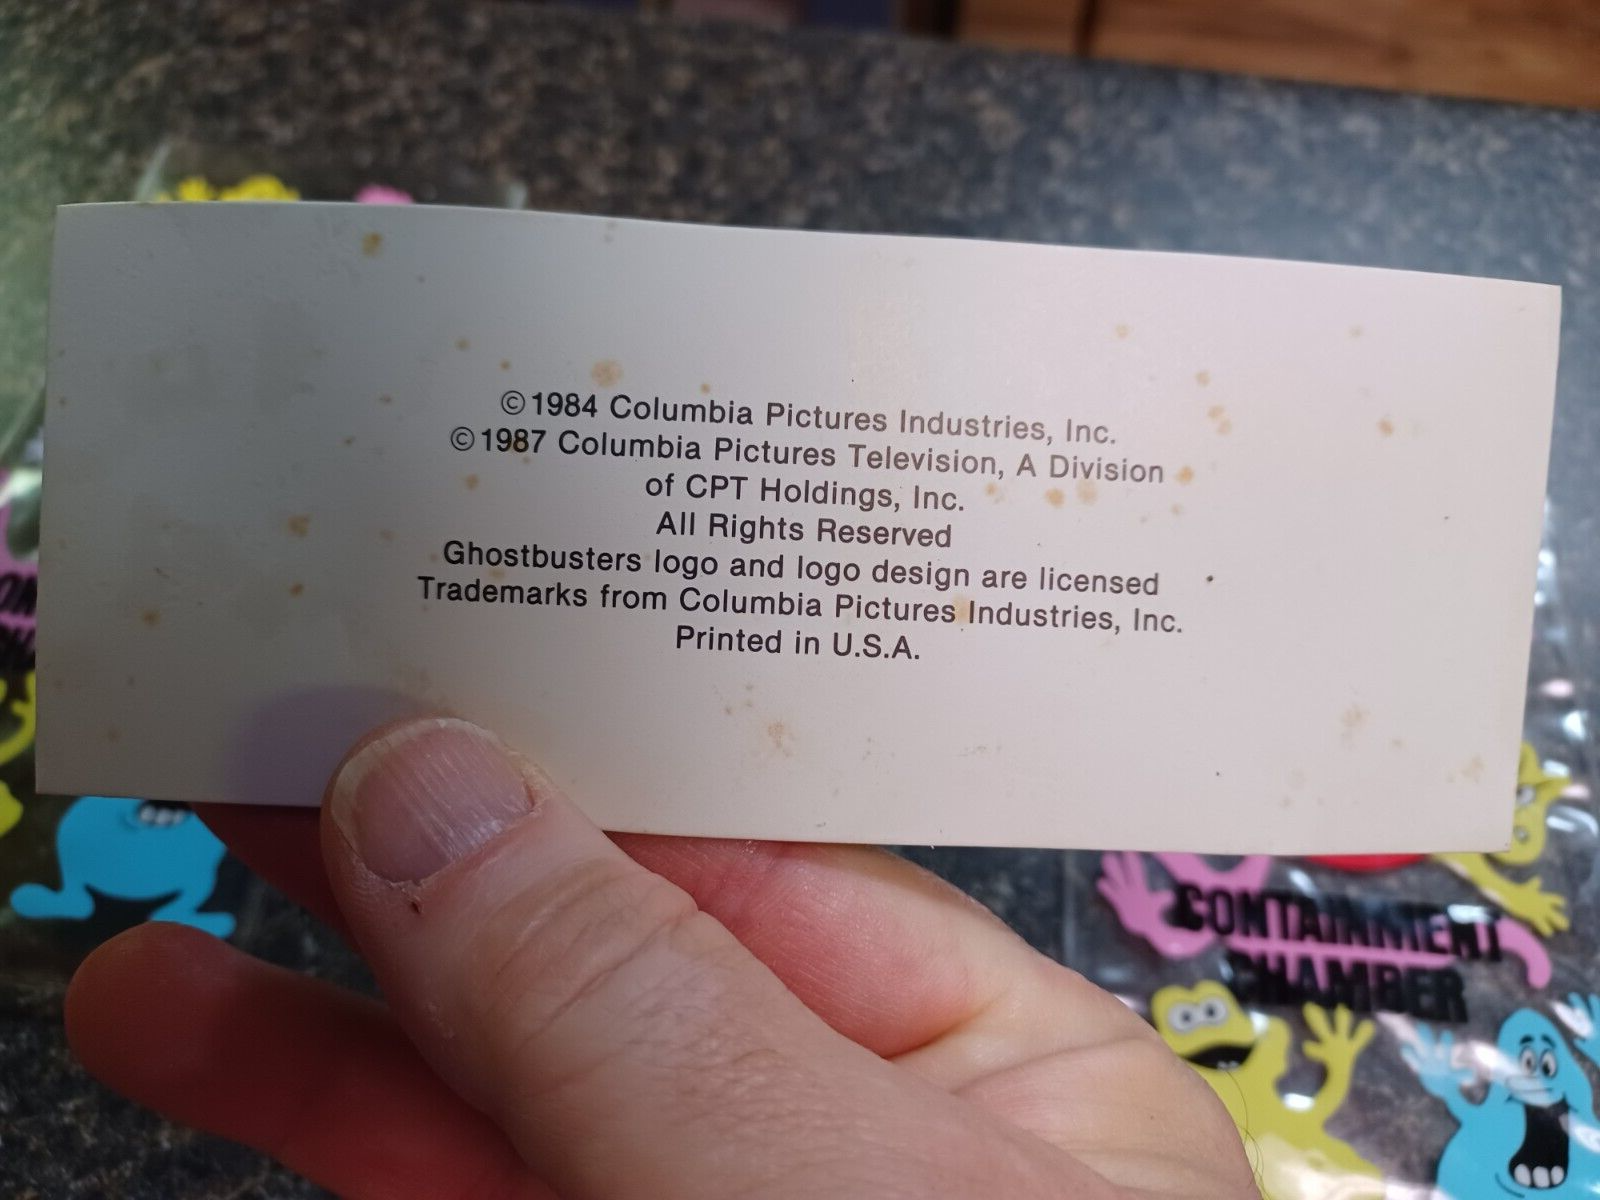 ©1984 Columbia Pictures Industries, Inc.
©1987 Columbia Pictures Television, A Division
of CPT Holdings, Inc.
All Rights Reserved
Ghostbusters logo and logo design are licensed
Trademarks from Columbia Pictures Industries, Inc.
Printed in U.S.A.
CONTAINMENT
CHAMBER